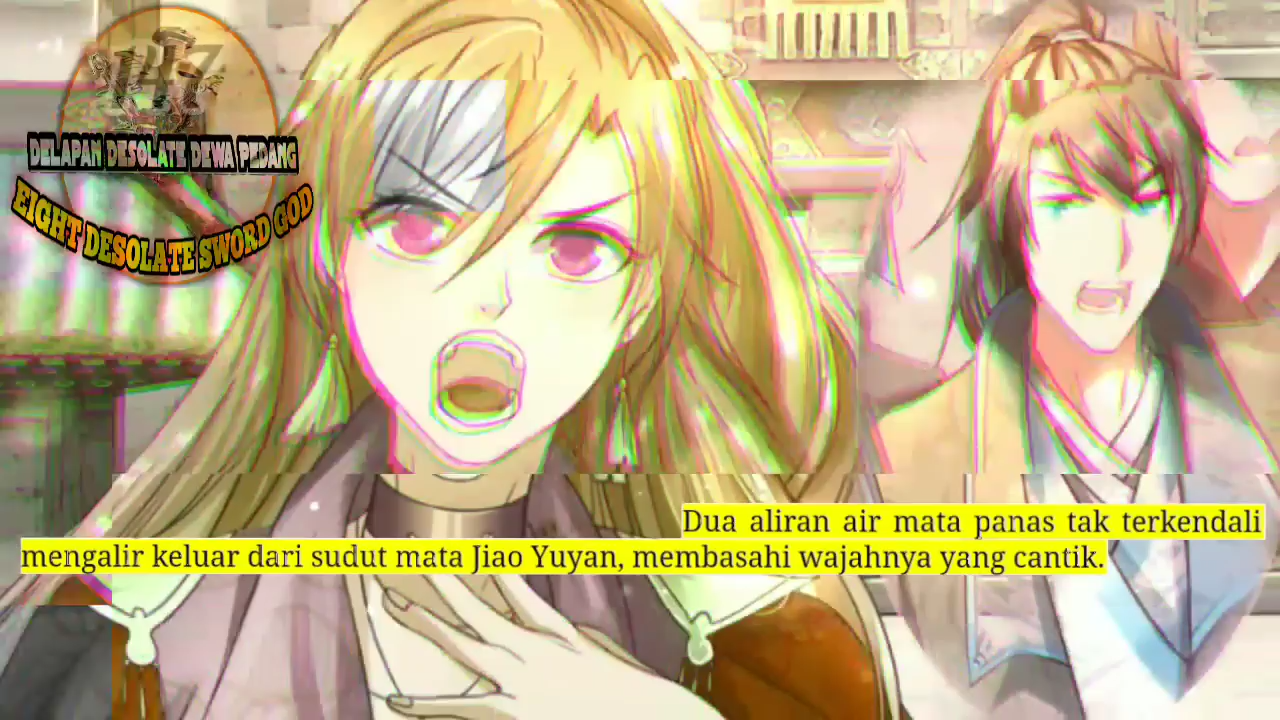 DELAPAN DESOLATE DEWA PEDANG
EIGHT DESOLATE SWORD GOD
Dua aliran air mata panas tak terkendali
mengalir keluar dari sudut mata Jiao Yuyan, membasahi wajahnya yang cantik.